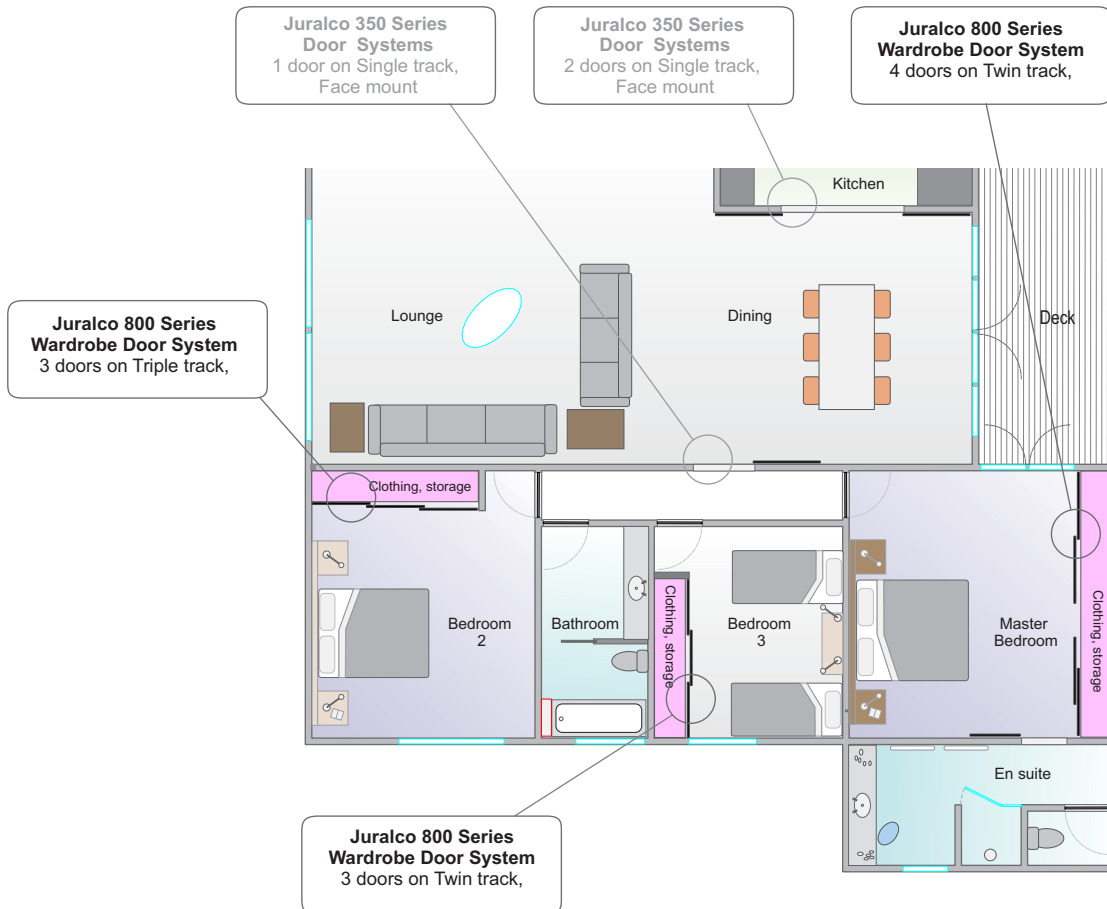 Juralco 350 Series
Door  Systems
1 door on Single track,
Face mount
Juralco 350 Series
Door  Systems
2 doors on Single track,
Face mount
Juralco 800 Series
Wardrobe Door System
4 doors on Twin track,
Kitchen
Lounge
Dining
Deck
Juralco 800 Series
Wardrobe Door System
3 doors on Triple track,
Clothing, storage
Bedroom
2
Bathroom
Clothing, storage
Bedroom
3
Master
Bedroom
Clothing, storage
En suite
Juralco 800 Series
Wardrobe Door System
3 doors on Twin track,